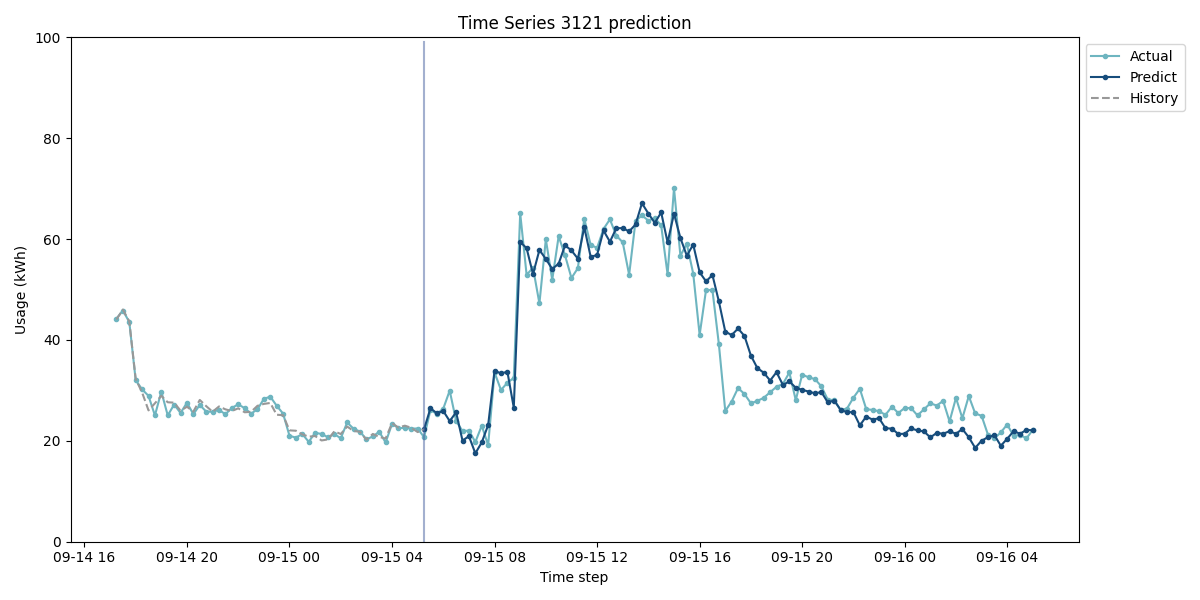 Time Series 3121 prediction
100
80
60
40
20
0
Usage (kWh)
09-14 16
09-14 20
09-15 00
09-15 04
09-15 08
09-15 12
09-15 16
09-15 20
09-16 00
09-16 04
Time step
Actual
Predict
History